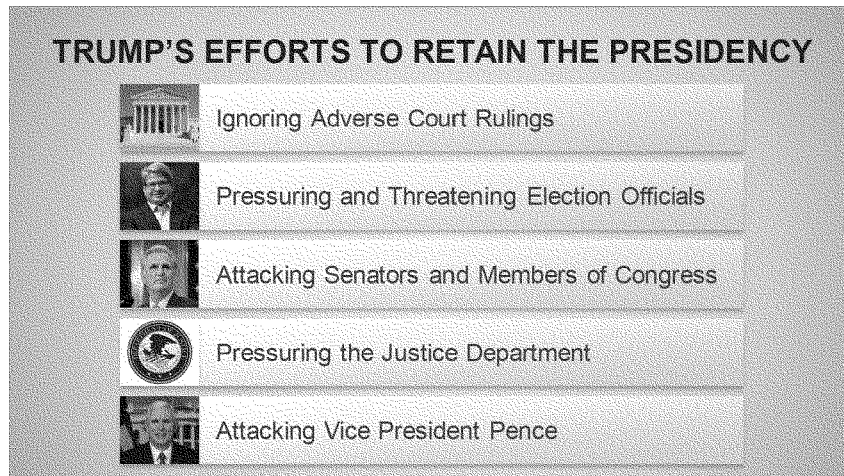 TRUMP'S EFFORTS TO RETAIN THE PRESIDENCY
Ignoring Adverse Court Rulings
Pressuring and Threatening Election Officials
Attacking Senators and Members of Congress
Pressuring the Justice Department
Attacking Vice President Pence